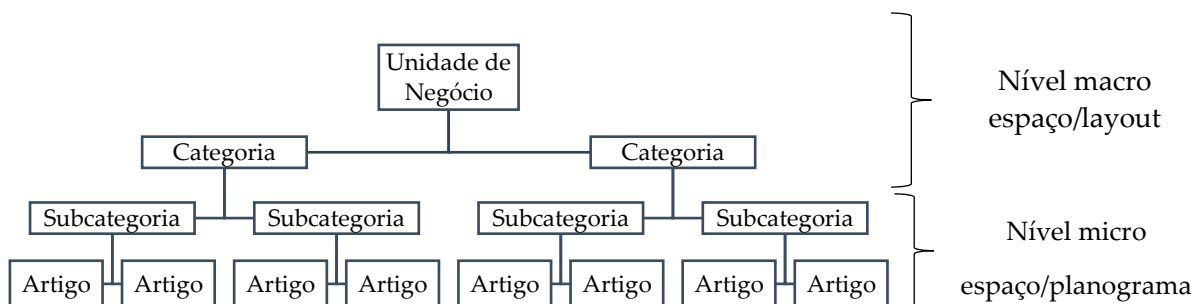 Unidade de
Negócio
Nível macro
espaço/layout
Categoria
Categoria
Subcategoria
Subcategoria
Subcategoria
Subcategoria
Nível micro
espaço/planograma
Artigo
Artigo
Artigo
Artigo
Artigo
Artigo
Artigo
Artigo